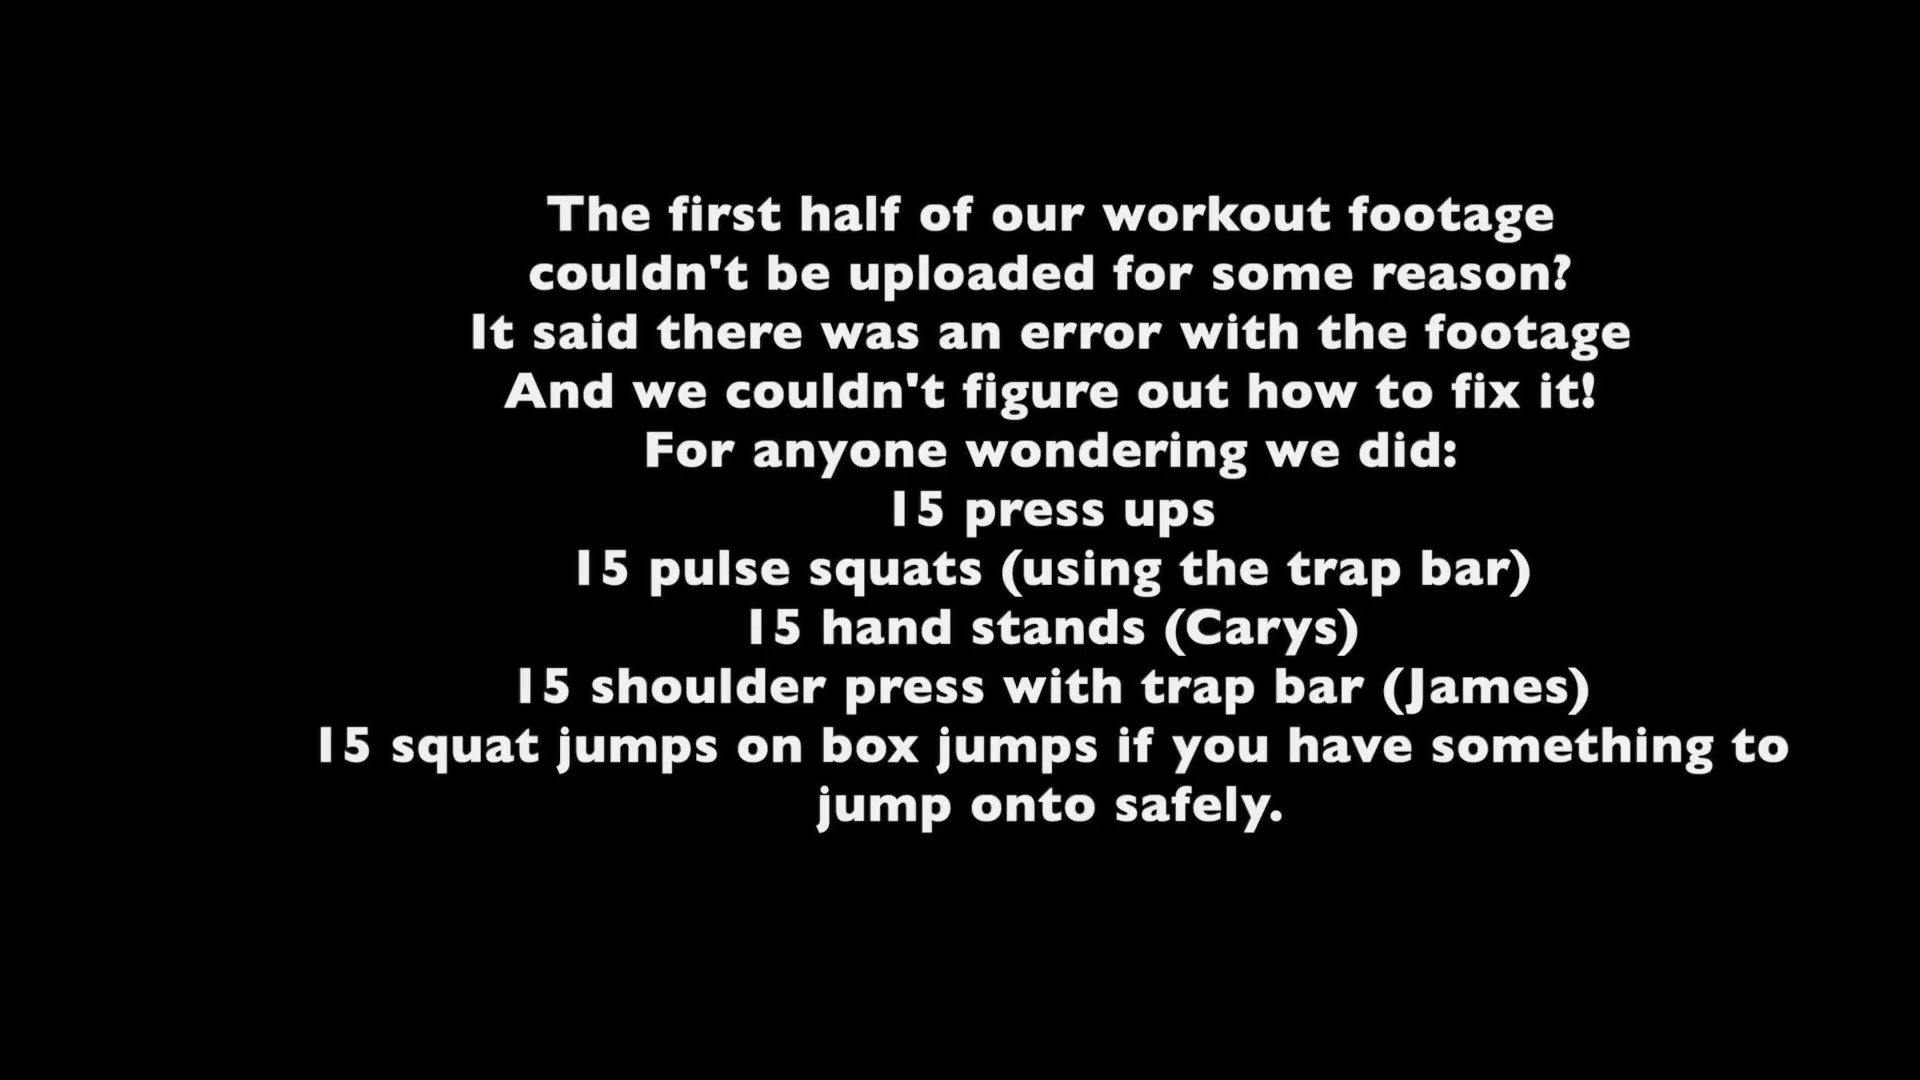 The first half of our workout footage
couldn't be uploaded for some reason?
It said there was an error with the footage
And we couldn't figure out how to fix it!
For anyone wondering we did:
15 press ups
15 pulse squats (using the trap bar)
15 hand stands (Carys)
15 shoulder press with trap bar (James)
15 squat jumps on box jumps if you have something to
jump onto safely.